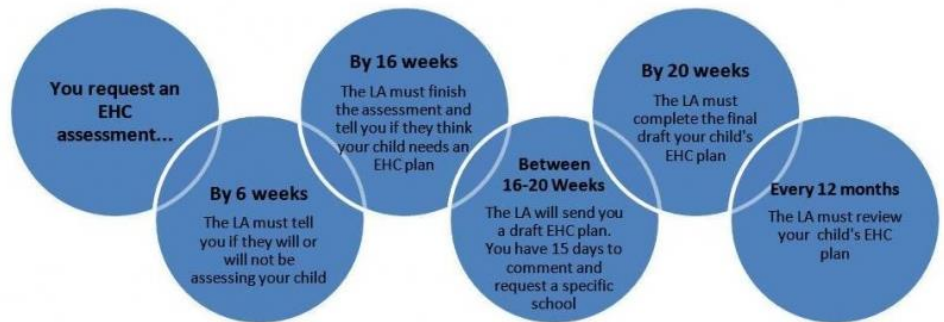 You request an
EHC
assessment...
By 6 weeks
The LA must tell
you if they will or
will not be
assessing your child
By 16 weeks
The LA must finish
the assessment and
tell you if they think
your child needs an
EHC plan
Between
16-20 Weeks
The LA will send you
a draft EHC plan.
You have 15 days to
comment and
request a specific
school
By 20 weeks
The LA must
complete the final
draft your child's
EHC plan
Every 12 months
The LA must review
your child's EHC
plan